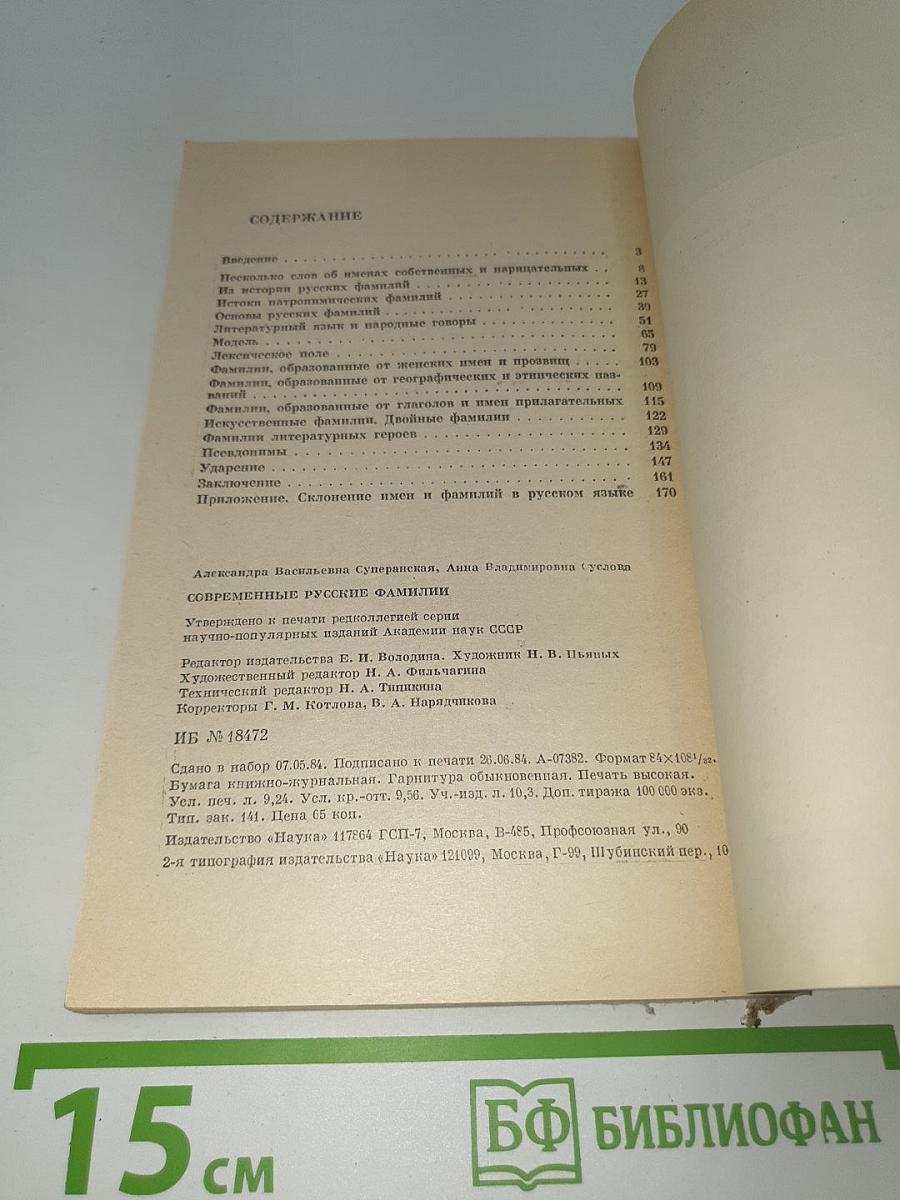 СОДЕРЖАНИЕ
Введение . . . . . . . . . . . . . . . . . . . . . . . . . 3
Несколько слов об именах собственных и нарицательных . . 8
Из истории русских фамилий . . . . . . . . . . . . . . 13
Истоки патронимических фамилий . . . . . . . . . . . . 27
Основы русских фамилий . . . . . . . . . . . . . . . . 39
Литературный язык и народные говоры . . . . . . . . . . 51
Модель . . . . . . . . . . . . . . . . . . . . . . . . . 65
Лексическое поле . . . . . . . . . . . . . . . . . . . . 79
Фамилии, образованные от женских имен и прозвищ . . . . 103
Фамилии, образованные от географических и этнических наз-
ваний . . . . . . . . . . . . . . . . . . . . . . . . . 109
Фамилии, образованные от глаголов и имен прилагательных 115
Искусственные фамилии. Двойные фамилии . . . . . . . . 122
Фамилии литературных героев . . . . . . . . . . . . . . 129
Псевдонимы . . . . . . . . . . . . . . . . . . . . . . . 134
Ударение . . . . . . . . . . . . . . . . . . . . . . . . 147
Заключение . . . . . . . . . . . . . . . . . . . . . . . 161
Приложение. Склонение имен и фамилий в русском языке 170
Александра Васильевна Суперанская, Анна Владимировна Суслова
СОВРЕМЕННЫЕ РУССКИЕ ФАМИЛИИ
Утверждено к печати редколлегией серии
научно-популярных изданий Академии наук СССР
Редактор издательства Е. И. Володина. Художник Н. В. Пьяных
Художественный редактор Н. А. Фильчагина
Технический редактор Н. А. Типикина
Корректоры Г. М. Котлова, В. А. Нарядчикова
ИБ № 18472
Сдано в набор 07.05.84. Подписано к печати 26.06.84. А-07382. Формат 84×108¹/₃₂.
Бумага книжно-журнальная. Гарнитура обыкновенная. Печать высокая.
Усл. печ. л. 9,24. Усл. кр.-отт. 9,56. Уч.-изд. л. 10,3. Доп. тиража 100 000 экз.
Тип. зак. 141. Цена 65 коп.
Издательство «Наука» 117864 ГСП-7, Москва, В-485, Профсоюзная ул., 90
2-я типография издательства «Наука» 121099, Москва, Г-99, Шубинский пер., 10
15 см
БФ БИБЛИОФАН